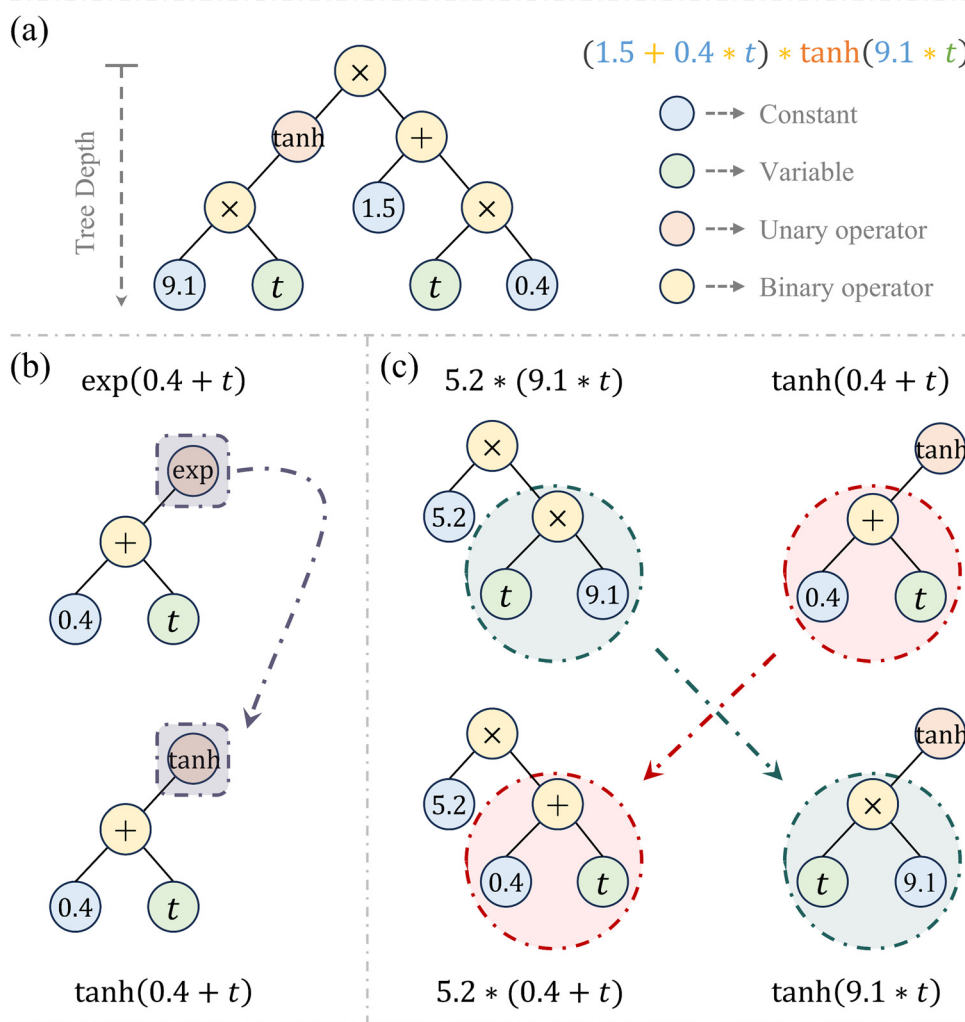 (a)
(1.5 + 0.4 * t) * tanh(9.1 * t)
Tree Depth
×
tanh
+
×
1.5
×
9.1
t
t
0.4
Constant
Variable
Unary operator
Binary operator
(b)
exp(0.4 + t)
exp
+
0.4
t
tanh
+
0.4
t
tanh(0.4 + t)
(c)
5.2 * (9.1 * t)
tanh(0.4 + t)
×
5.2
×
t
9.1
tanh
+
0.4
t
×
5.2
+
0.4
t
tanh
×
t
9.1
5.2 * (0.4 + t)
tanh(9.1 * t)